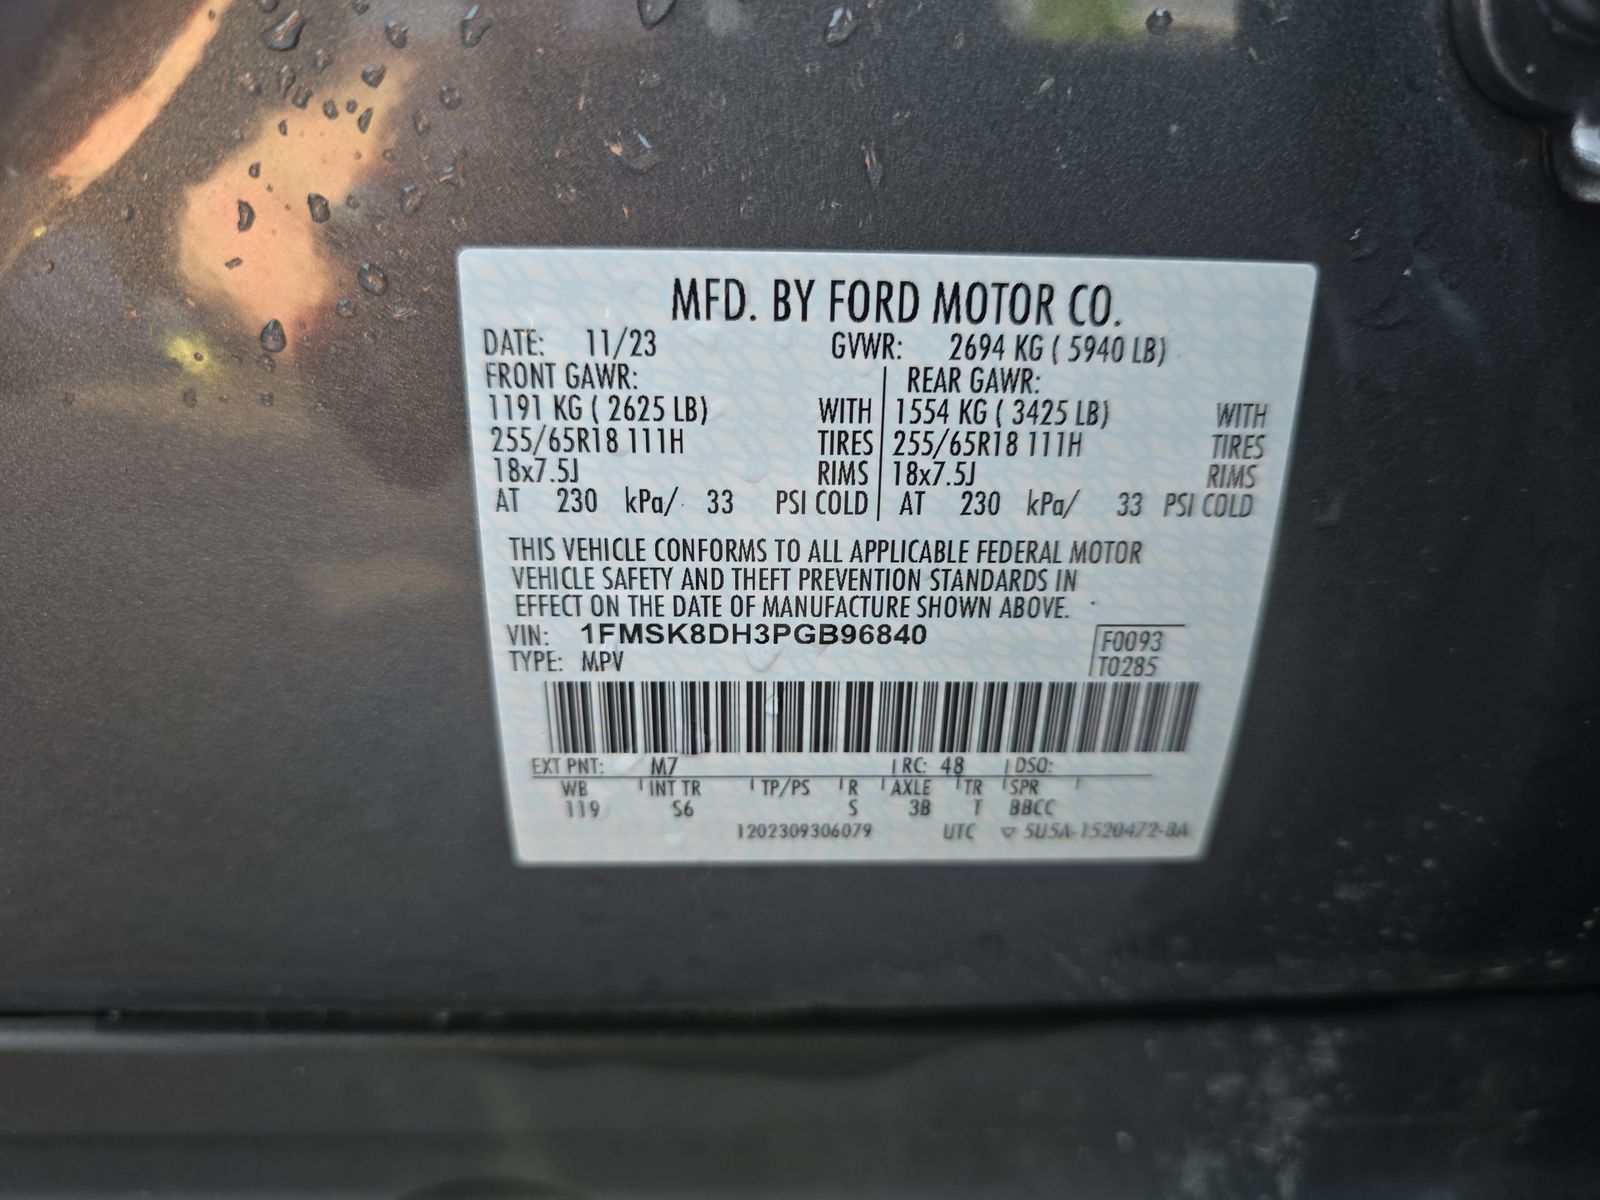 MFD. BY FORD MOTOR CO.
DATE: 11/23 GVWR: 2694 KG ( 5940 LB)
FRONT GAWR: REAR GAWR:
1191 KG ( 2625 LB) WITH 1554 KG ( 3425 LB) WITH
255/65R18 111H TIRES 255/65R18 111H TIRES
18x7.5J RIMS 18x7.5J RIMS
AT 230 kPa/ 33 PSI COLD AT 230 kPa/ 33 PSI COLD
THIS VEHICLE CONFORMS TO ALL APPLICABLE FEDERAL MOTOR
VEHICLE SAFETY AND THEFT PREVENTION STANDARDS IN
EFFECT ON THE DATE OF MANUFACTURE SHOWN ABOVE.
VIN: 1FMSK8DH3PGB96840 F0093
TYPE: MPV T0285
EXT PNT: M7 RC: 48 DSO:
WB INT TR TP/PS R AXLE TR SPR
119 S6 S 3B T BBCC
1202309306079 UTC ▽ 5U5A-1520472-BA